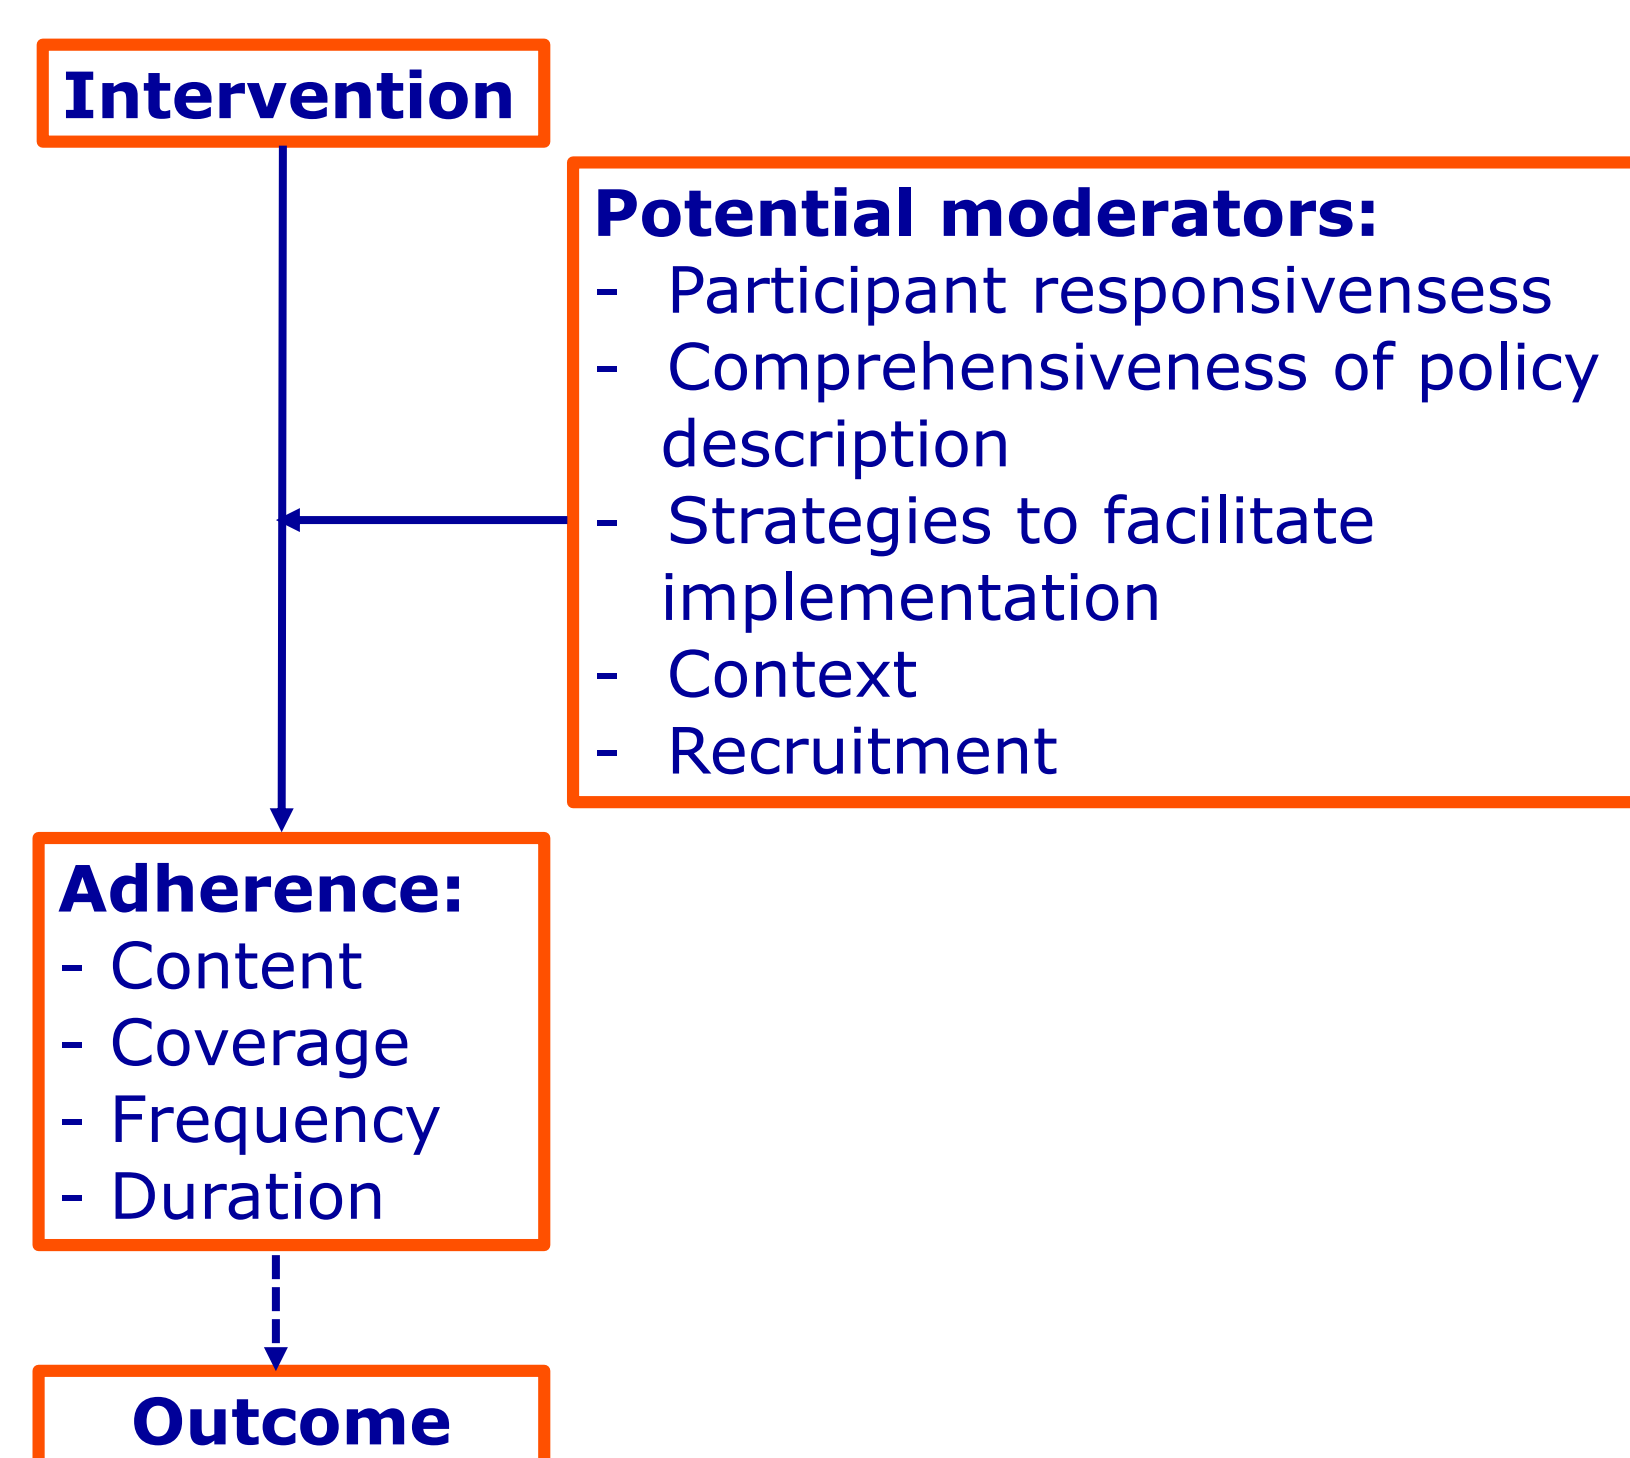 Intervention
Potential moderators:
- Participant responsivensess
- Comprehensiveness of policy
description
- Strategies to facilitate
implementation
- Context
- Recruitment
Adherence:
- Content
- Coverage
- Frequency
- Duration
Outcome